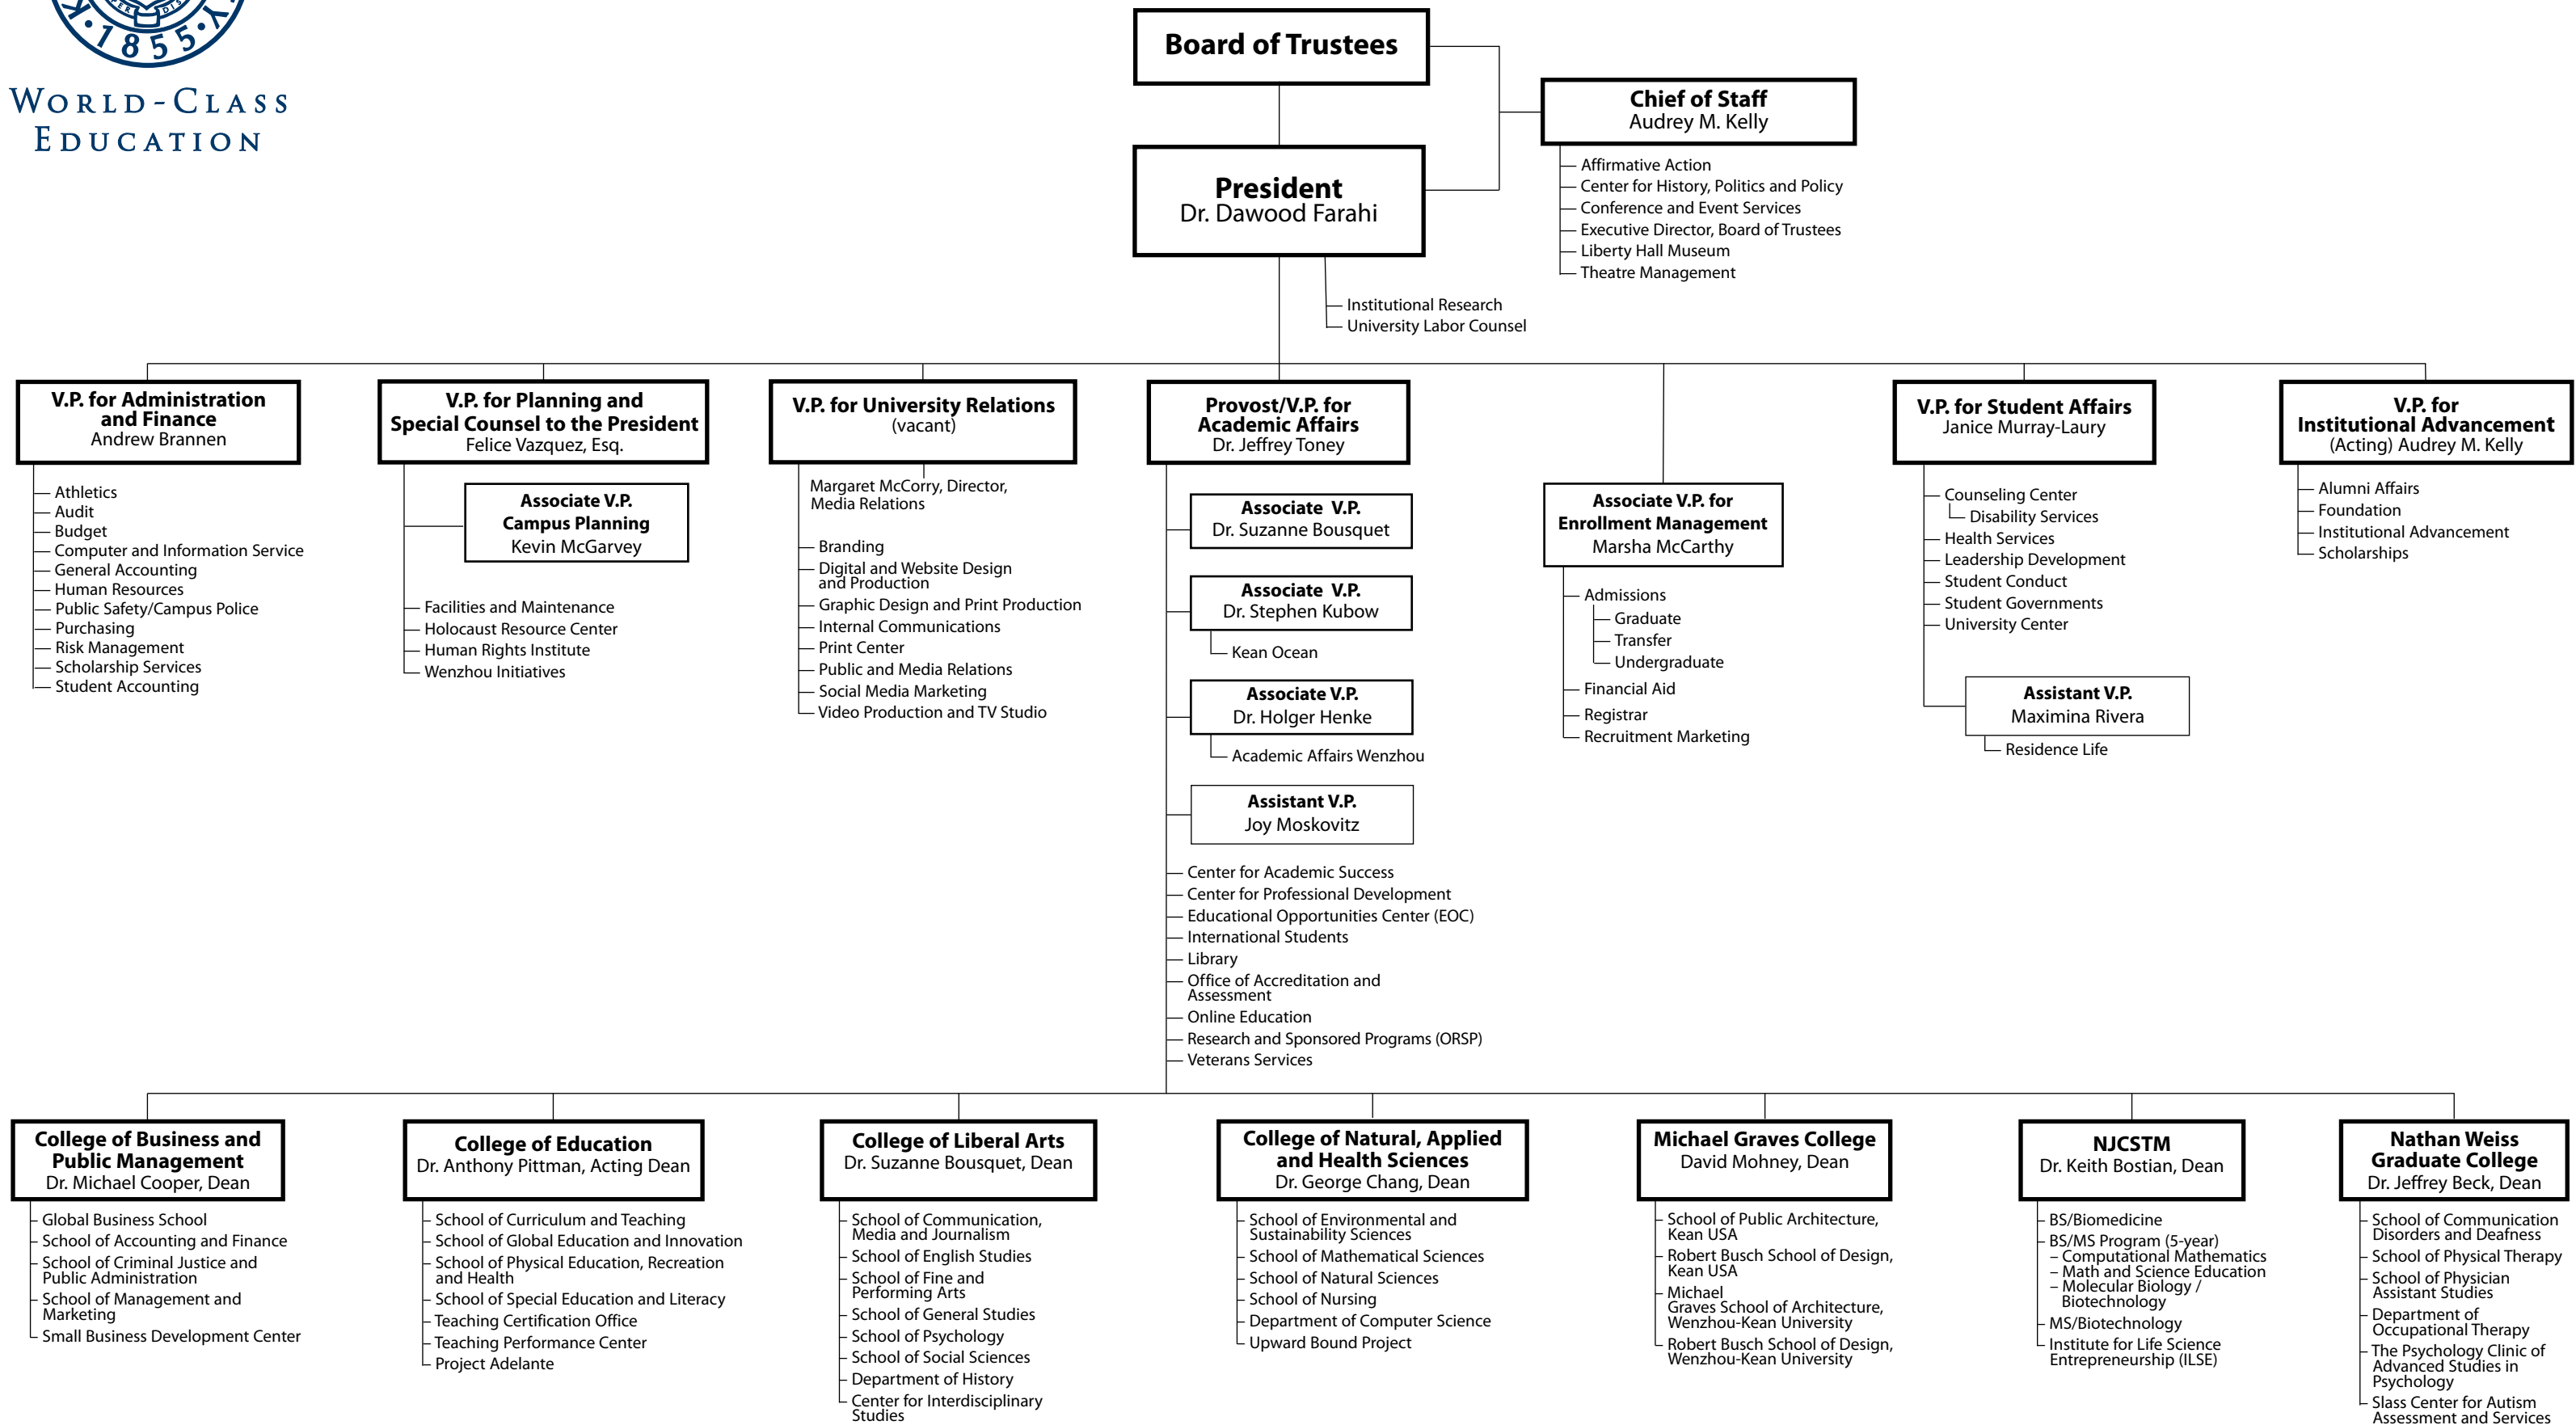 1855
WORLD-CLASS
EDUCATION
Board of Trustees
Chief of Staff
Audrey M. Kelly
Affirmative Action
Center for History, Politics and Policy
Conference and Event Services
Executive Director, Board of Trustees
Liberty Hall Museum
Theatre Management
President
Dr. Dawood Farahi
Institutional Research
University Labor Counsel
V.P. for Administration
and Finance
Andrew Brannen
Athletics
Audit
Budget
Computer and Information Service
General Accounting
Human Resources
Public Safety/Campus Police
Purchasing
Risk Management
Scholarship Services
Student Accounting
V.P. for Planning and
Special Counsel to the President
Felice Vazquez, Esq.
Associate V.P.
Campus Planning
Kevin McGarvey
Facilities and Maintenance
Holocaust Resource Center
Human Rights Institute
Wenzhou Initiatives
V.P. for University Relations
(vacant)
Margaret McCorry, Director,
Media Relations
Branding
Digital and Website Design
and Production
Graphic Design and Print Production
Internal Communications
Print Center
Public and Media Relations
Social Media Marketing
Video Production and TV Studio
Provost/V.P. for
Academic Affairs
Dr. Jeffrey Toney
Associate V.P.
Dr. Suzanne Bousquet
Associate V.P.
Dr. Stephen Kubow
Kean Ocean
Associate V.P.
Dr. Holger Henke
Academic Affairs Wenzhou
Assistant V.P.
Joy Moskovitz
Center for Academic Success
Center for Professional Development
Educational Opportunities Center (EOC)
International Students
Library
Office of Accreditation and
Assessment
Online Education
Research and Sponsored Programs (ORSP)
Veterans Services
Associate V.P. for
Enrollment Management
Marsha McCarthy
Admissions
Graduate
Transfer
Undergraduate
Financial Aid
Registrar
Recruitment Marketing
V.P. for Student Affairs
Janice Murray-Laury
Counseling Center
Disability Services
Health Services
Leadership Development
Student Conduct
Student Governments
University Center
Assistant V.P.
Maximina Rivera
Residence Life
V.P. for
Institutional Advancement
(Acting) Audrey M. Kelly
Alumni Affairs
Foundation
Institutional Advancement
Scholarships
College of Business and
Public Management
Dr. Michael Cooper, Dean
Global Business School
School of Accounting and Finance
School of Criminal Justice and
Public Administration
School of Management and
Marketing
Small Business Development Center
College of Education
Dr. Anthony Pittman, Acting Dean
School of Curriculum and Teaching
School of Global Education and Innovation
School of Physical Education, Recreation
and Health
School of Special Education and Literacy
Teaching Certification Office
Teaching Performance Center
Project Adelante
College of Liberal Arts
Dr. Suzanne Bousquet, Dean
School of Communication,
Media and Journalism
School of English Studies
School of Fine and
Performing Arts
School of General Studies
School of Psychology
School of Social Sciences
Department of History
Center for Interdisciplinary
Studies
College of Natural, Applied
and Health Sciences
Dr. George Chang, Dean
School of Environmental and
Sustainability Sciences
School of Mathematical Sciences
School of Natural Sciences
School of Nursing
Department of Computer Science
Upward Bound Project
Michael Graves College
David Mohney, Dean
School of Public Architecture,
Kean USA
Robert Busch School of Design,
Kean USA
Michael
Graves School of Architecture,
Wenzhou-Kean University
Robert Busch School of Design,
Wenzhou-Kean University
NJCSTM
Dr. Keith Bostian, Dean
BS/Biomedicine
BS/MS Program (5-year)
– Computational Mathematics
– Math and Science Education
– Molecular Biology /
Biotechnology
MS/Biotechnology
Institute for Life Science
Entrepreneurship (ILSE)
Nathan Weiss
Graduate College
Dr. Jeffrey Beck, Dean
School of Communication
Disorders and Deafness
School of Physical Therapy
School of Physician
Assistant Studies
Department of
Occupational Therapy
The Psychology Clinic of
Advanced Studies in
Psychology
Slass Center for Autism
Assessment and Services